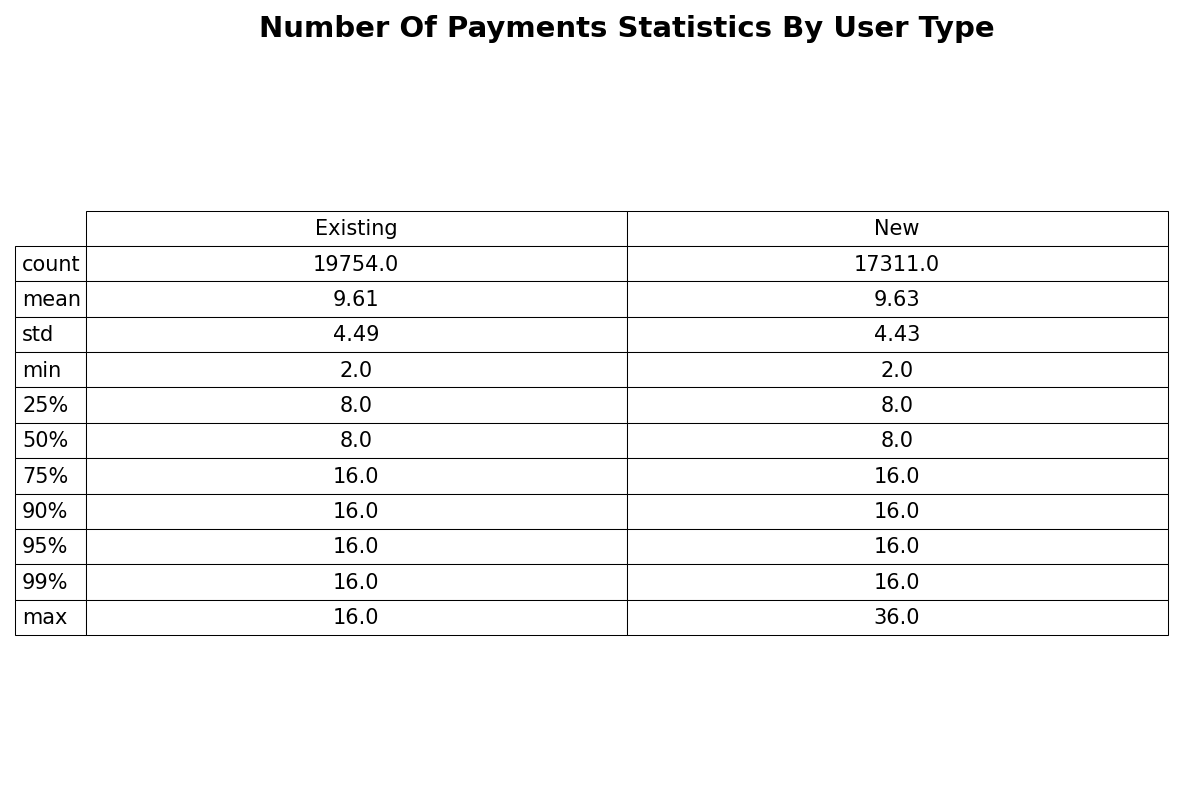 Number Of Payments Statistics By User Type
Existing New
count 19754.0 17311.0
mean 9.61 9.63
std 4.49 4.43
min 2.0 2.0
25% 8.0 8.0
50% 8.0 8.0
75% 16.0 16.0
90% 16.0 16.0
95% 16.0 16.0
99% 16.0 16.0
max 16.0 36.0